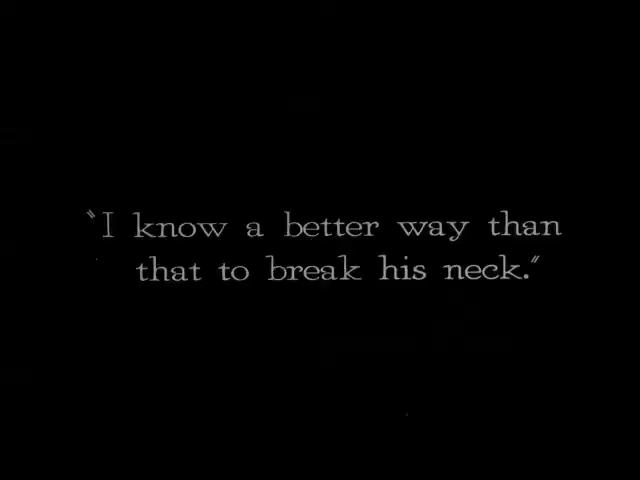 "I know a better way than
that to break his neck."